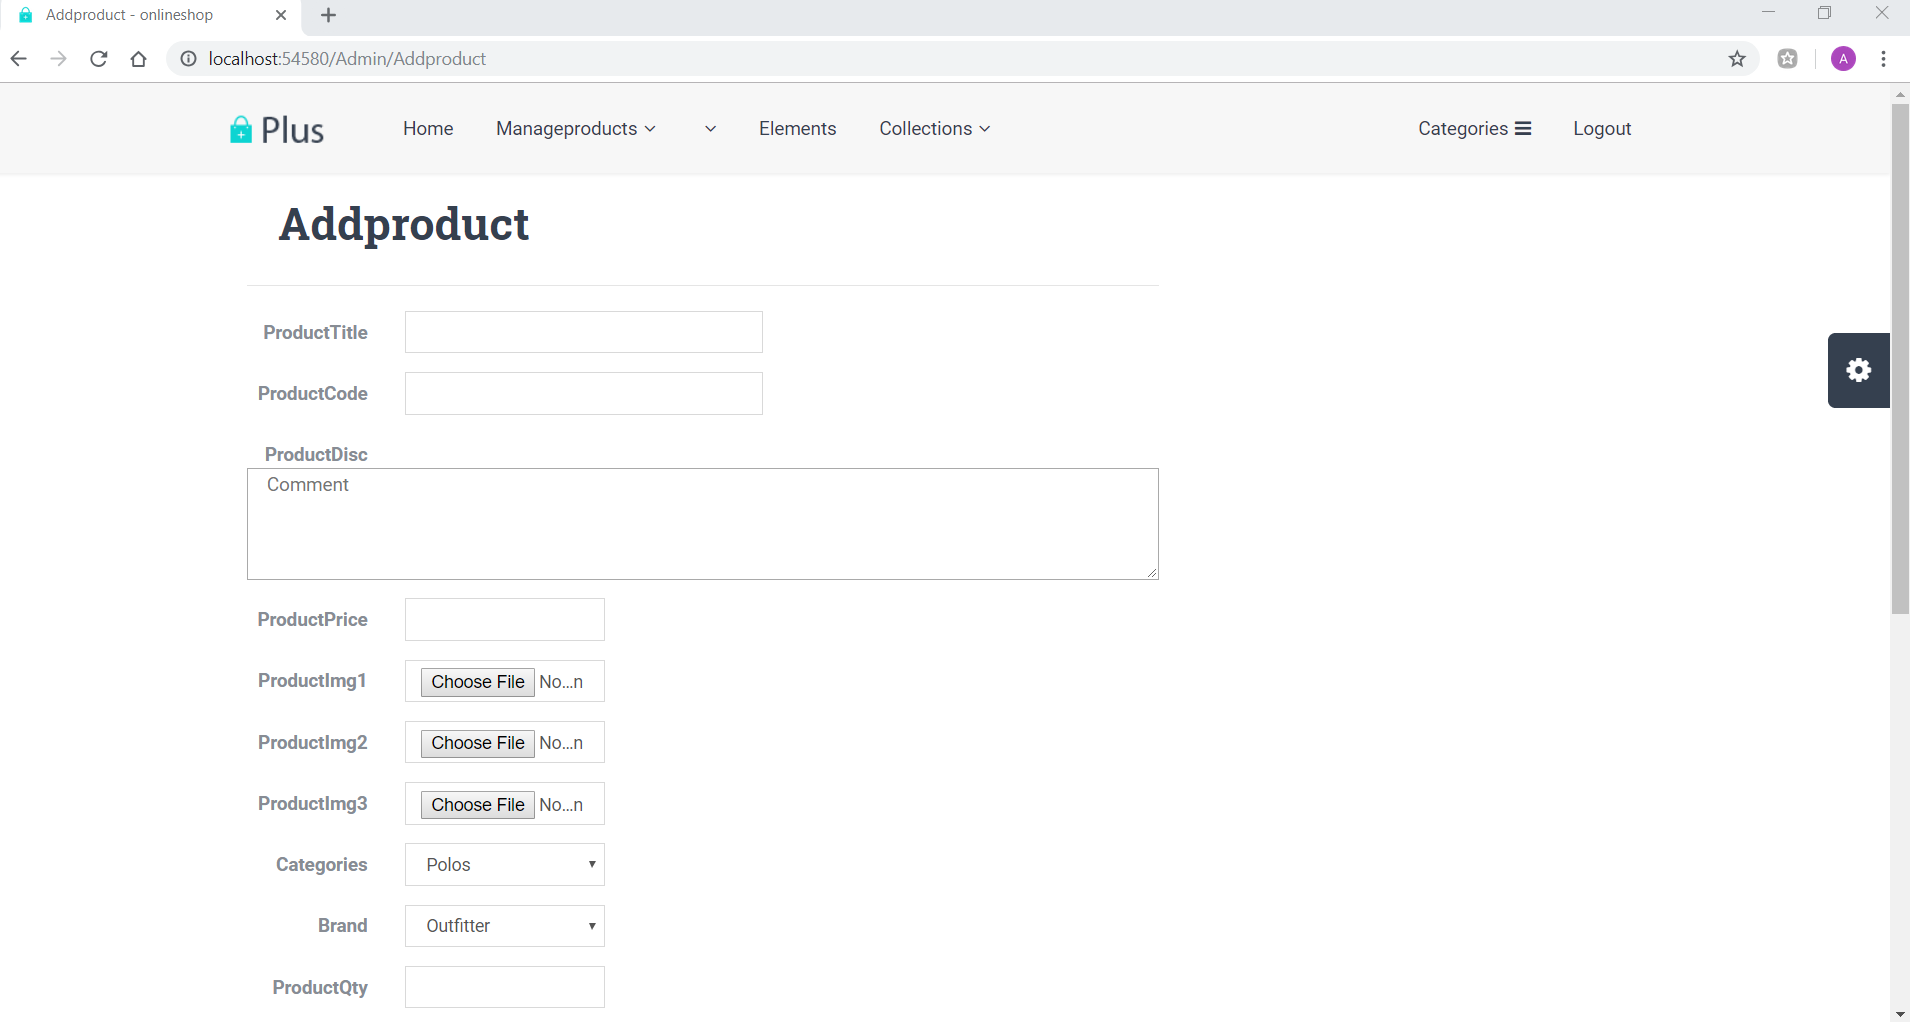 Addproduct - onlineshop
localhost:54580/Admin/Addproduct
A
Plus Home Manageproducts Elements Collections Categories Logout
Addproduct
ProductTitle
ProductCode
ProductDisc
Comment
ProductPrice
ProductImg1 Choose File No...n
ProductImg2 Choose File No...n
ProductImg3 Choose File No...n
Categories Polos
Brand Outfitter
ProductQty